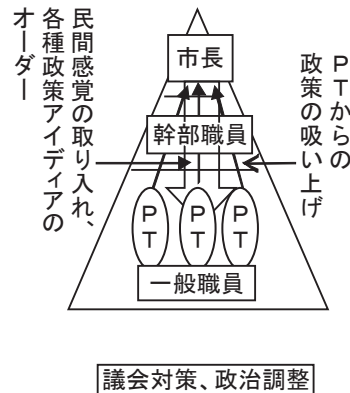 民間感覚の取り入れ、
各種政策アイディアの
オーダー
市長
幹部職員
PTからの
政策の吸い上げ
PT
PT
PT
一般職員
議会対策、政治調整